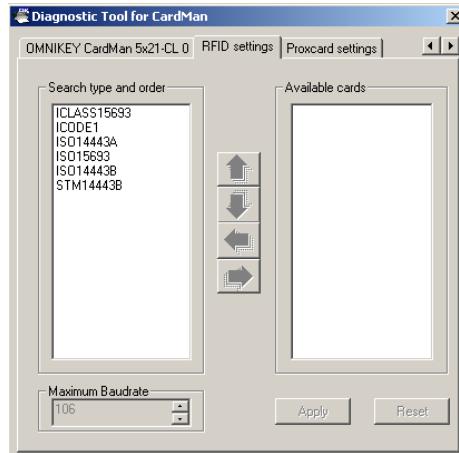 Diagnostic Tool for CardMan
OMNIKEY CardMan 5x21-CL 0
RFID settings
Proxcard settings
Search type and order
Available cards
ICLASS15693
ICODE1
ISO14443A
ISO15693
ISO14443B
STM14443B
Maximum Baudrate
106
Apply
Reset